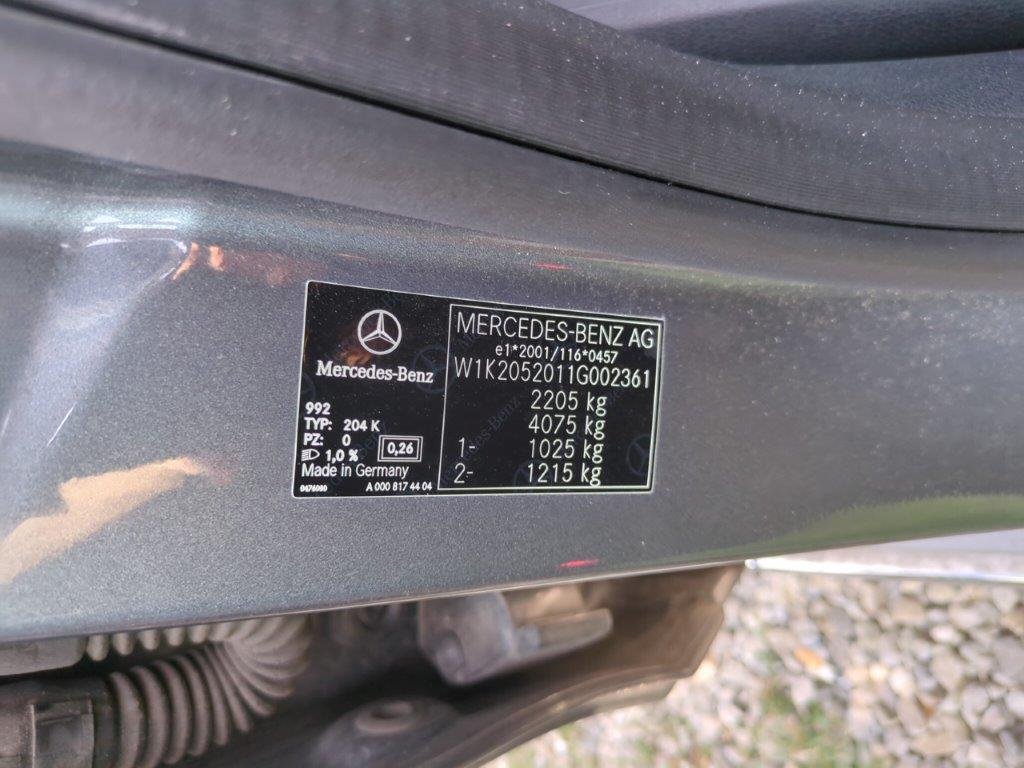 Mercedes-Benz
992
TYP: 204 K
PZ: 0
1,0 %
0,26
Made in Germany
A 000 817 44 04
MERCEDES-BENZ AG
e1*2001/116*0457
W1K2052011G002361
2205 kg
4075 kg
1- 1025 kg
2- 1215 kg